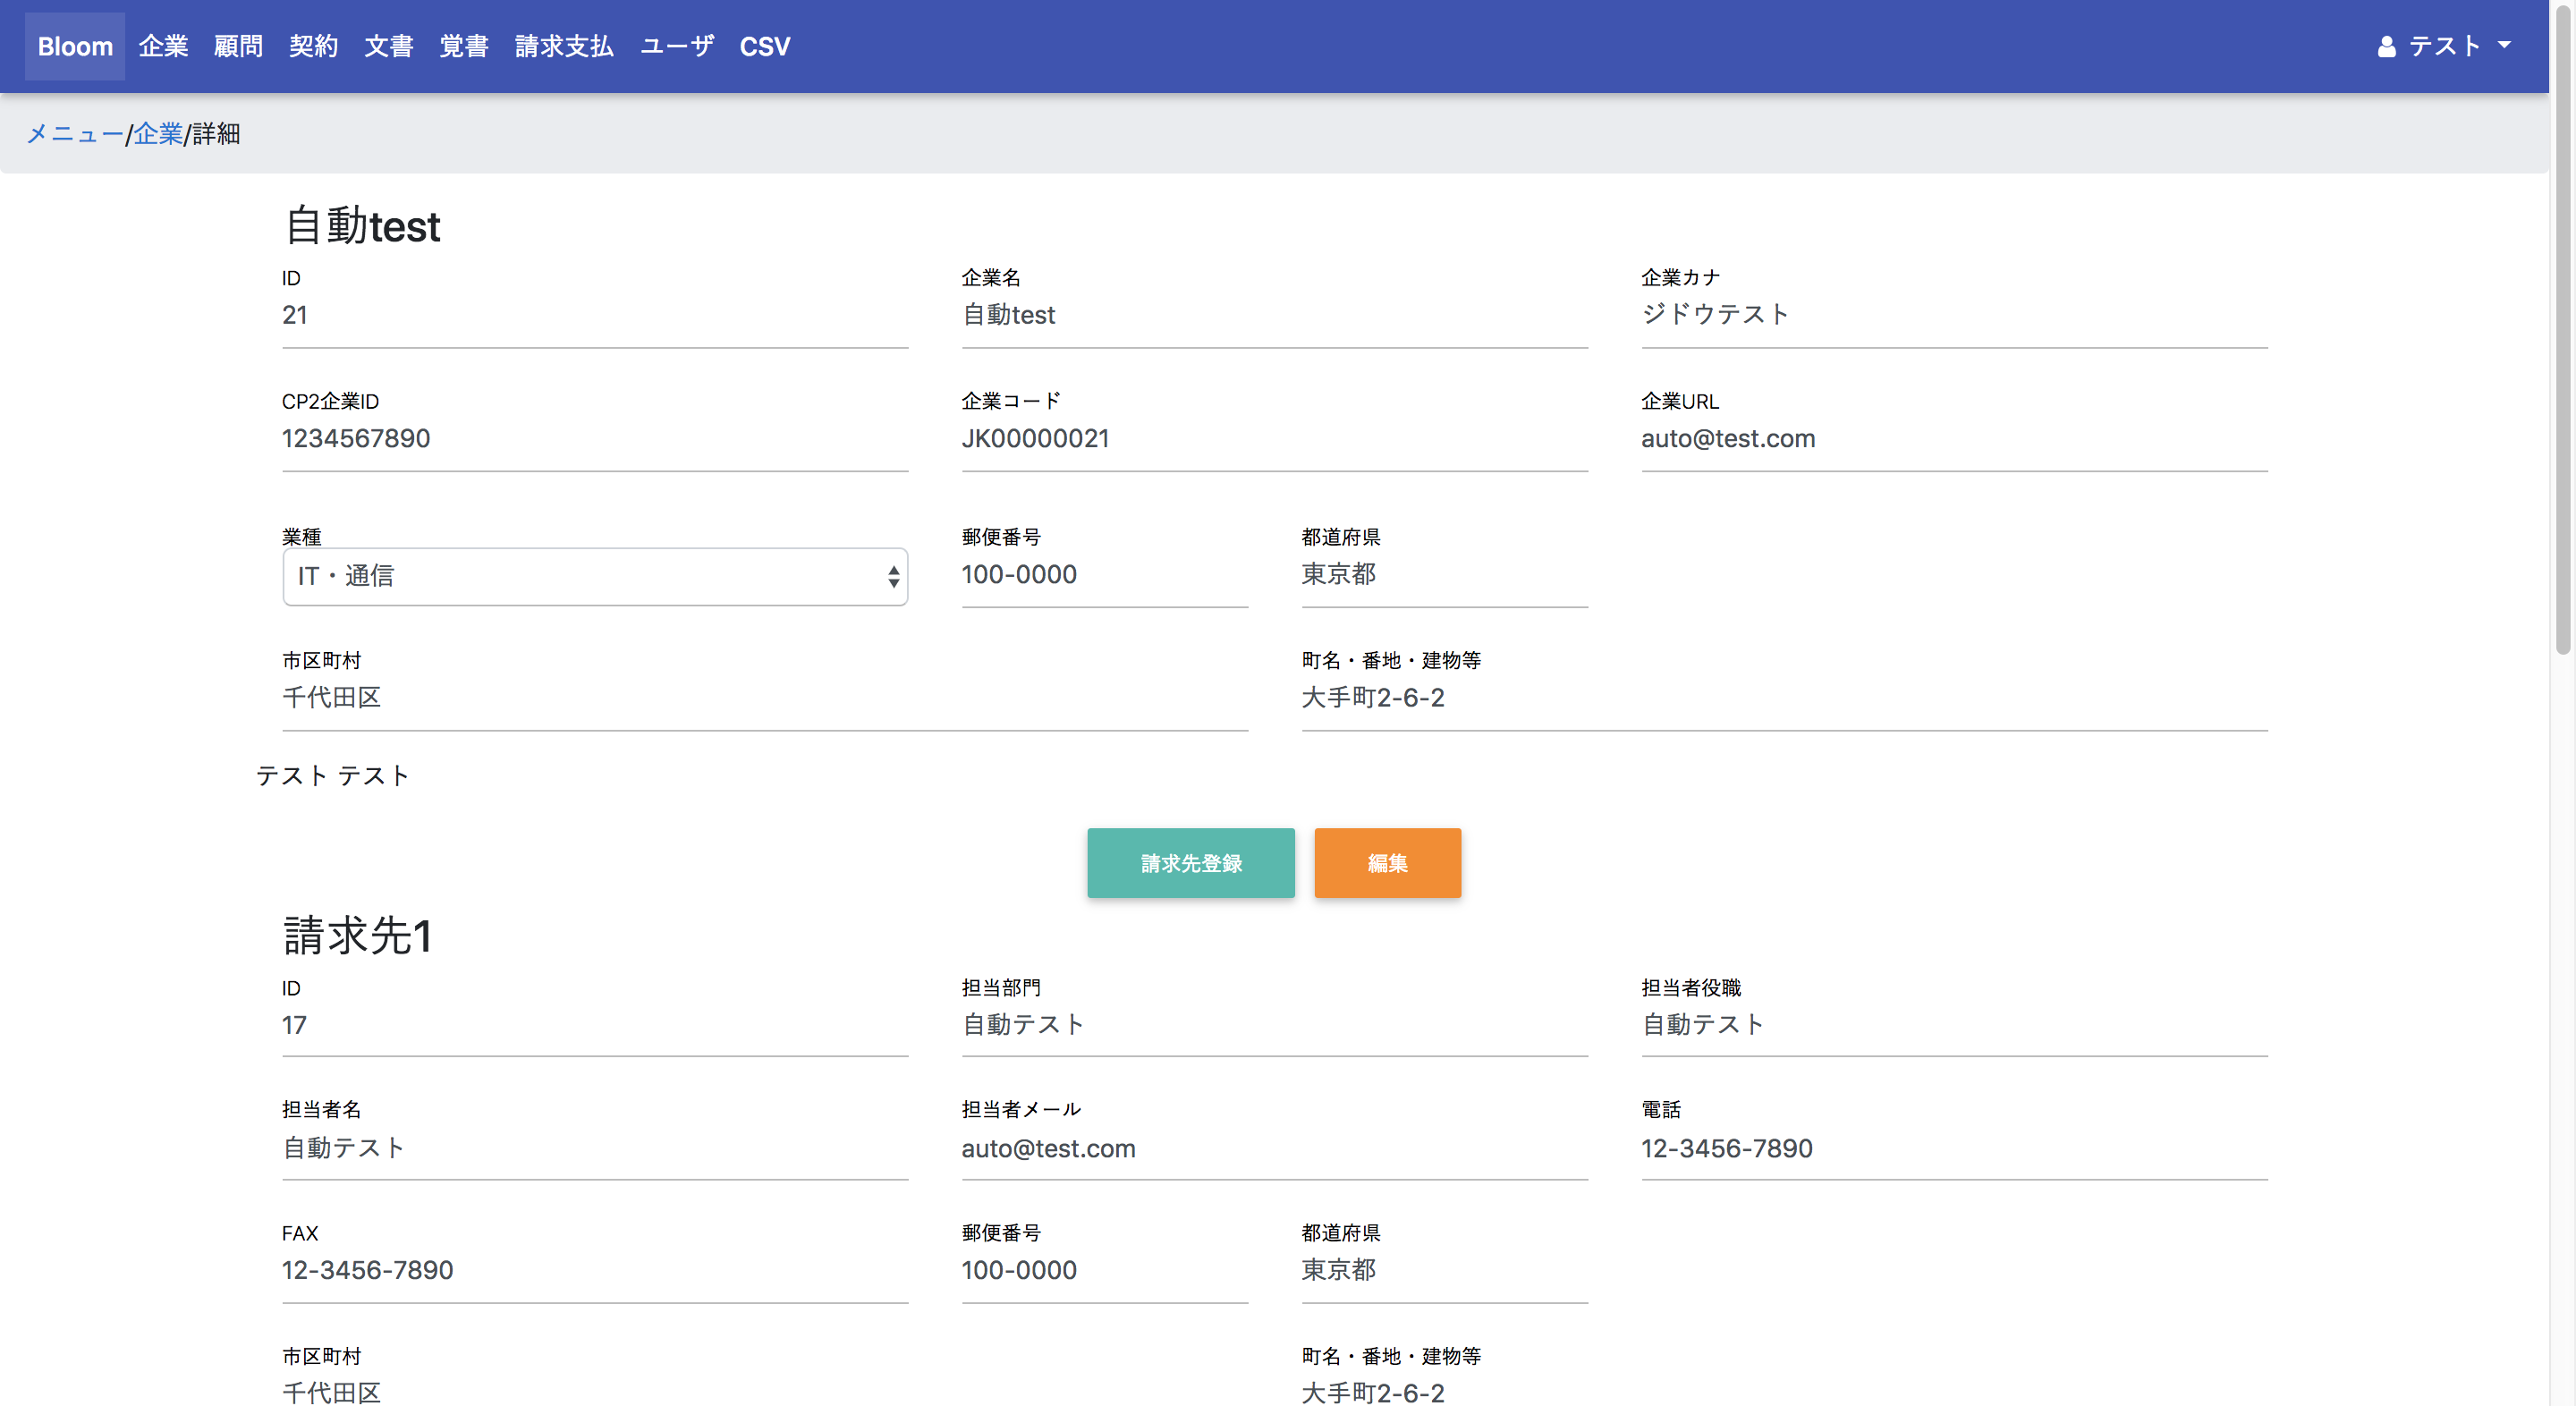 Bloom 企業 顧問 契約 文書 覚書 請求支払 ユーザ CSV テスト
メニュー/企業/詳細
自動test
ID 企業名 企業カナ
21 自動test ジドウテスト
CP2企業ID 企業コード 企業URL
1234567890 JK00000021 auto@test.com
業種 郵便番号 都道府県
IT・通信 100-0000 東京都
市区町村 町名・番地・建物等
千代田区 大手町2-6-2
テスト テスト
請求先登録 編集
請求先1
ID 担当部門 担当者役職
17 自動テスト 自動テスト
担当者名 担当者メール 電話
自動テスト auto@test.com 12-3456-7890
FAX 郵便番号 都道府県
12-3456-7890 100-0000 東京都
市区町村 町名・番地・建物等
千代田区 大手町2-6-2